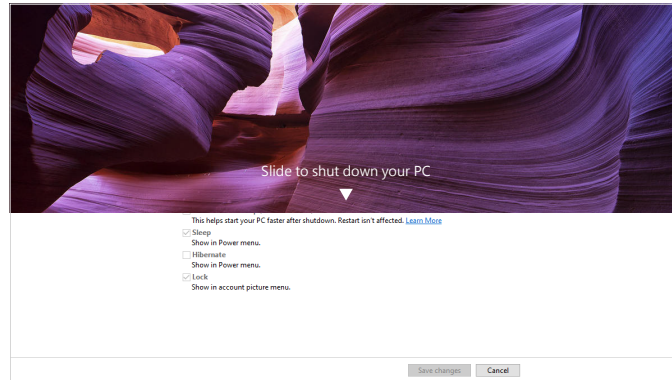 Slide to shut down your PC
This helps start your PC faster after shutdown. Restart isn't affected. Learn More
Sleep
Show in Power menu.
Hibernate
Show in Power menu.
Lock
Show in account picture menu.
Save changes Cancel